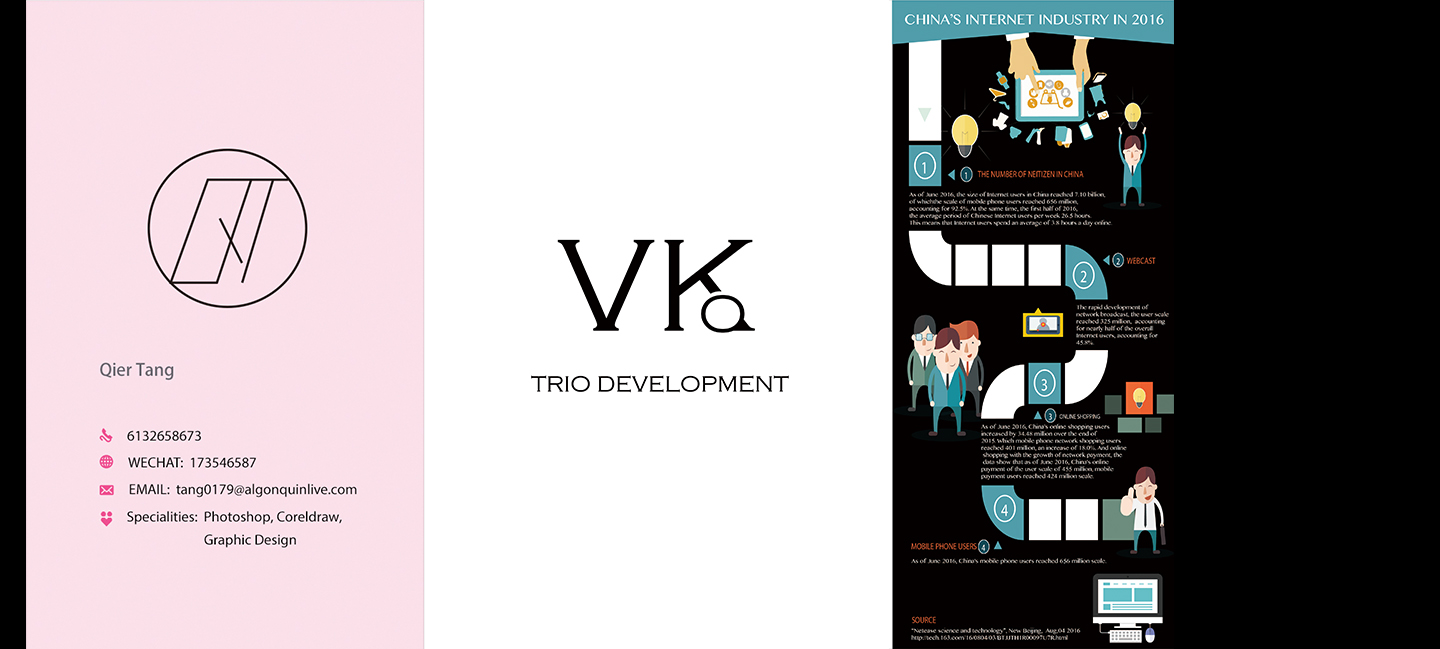 Qier Tang
6132658673
WECHAT: 173546587
EMAIL: tang0179@algonquinlive.com
Specialities: Photoshop, Coreldraw,
Graphic Design
VKa
TRIO DEVELOPMENT
CHINA'S INTERNET INDUSTRY IN 2016
1
1 THE NUMBER OF NEITIZEN IN CHINA
As of June 2016, the size of Internet users in China reached 7.10 billion,
of whichthe scale of mobile phone users reached 656 million,
accounting for 92.5%. At the same time, the first half of 2016,
the average period of Chinese Internet users per week 26.5 hours.
This means that Internet users spend an average of 3.8 hours a day online.
2
2 WEBCAST
The rapid development of
network broadcast, the user scale
reached 325 million, accounting
for nearly half of the overall
Internet users, accounting for
45.8%.
3
3 ONLINE SHOPPING
As of June 2016, China's online shopping users
increased by 34.48 million over the end of
2015. Which mobile phone network shopping users
reached 401 million, an increase of 18.0%. And online
shopping with the growth of network payment, the
data show that as of June 2016, China's online
payment of the user scale of 455 million, mobile
payment users reached 424 million scale.
4
MOBILE PHONE USERS 4
As of June 2016, China's mobile phone users reached 656 million scale.
SOURCE
"Netease science and technology", New Beijing, Aug,04 2016